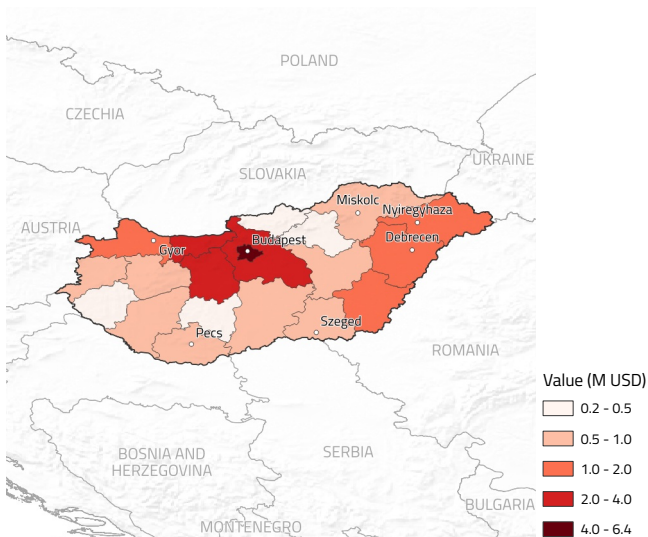 POLAND
CZECHIA
UKRAINE
SLOVAKIA
Miskolc
Nyiregyhaza
AUSTRIA
Budapest
Debrecen
Gyor
Szeged
Pecs
ROMANIA
Value (M USD)
0.2 - 0.5
0.5 - 1.0
BOSNIA AND
HERZEGOVINA
SERBIA
1.0 - 2.0
2.0 - 4.0
BULGARIA
MONTENEGRO
4.0 - 6.4